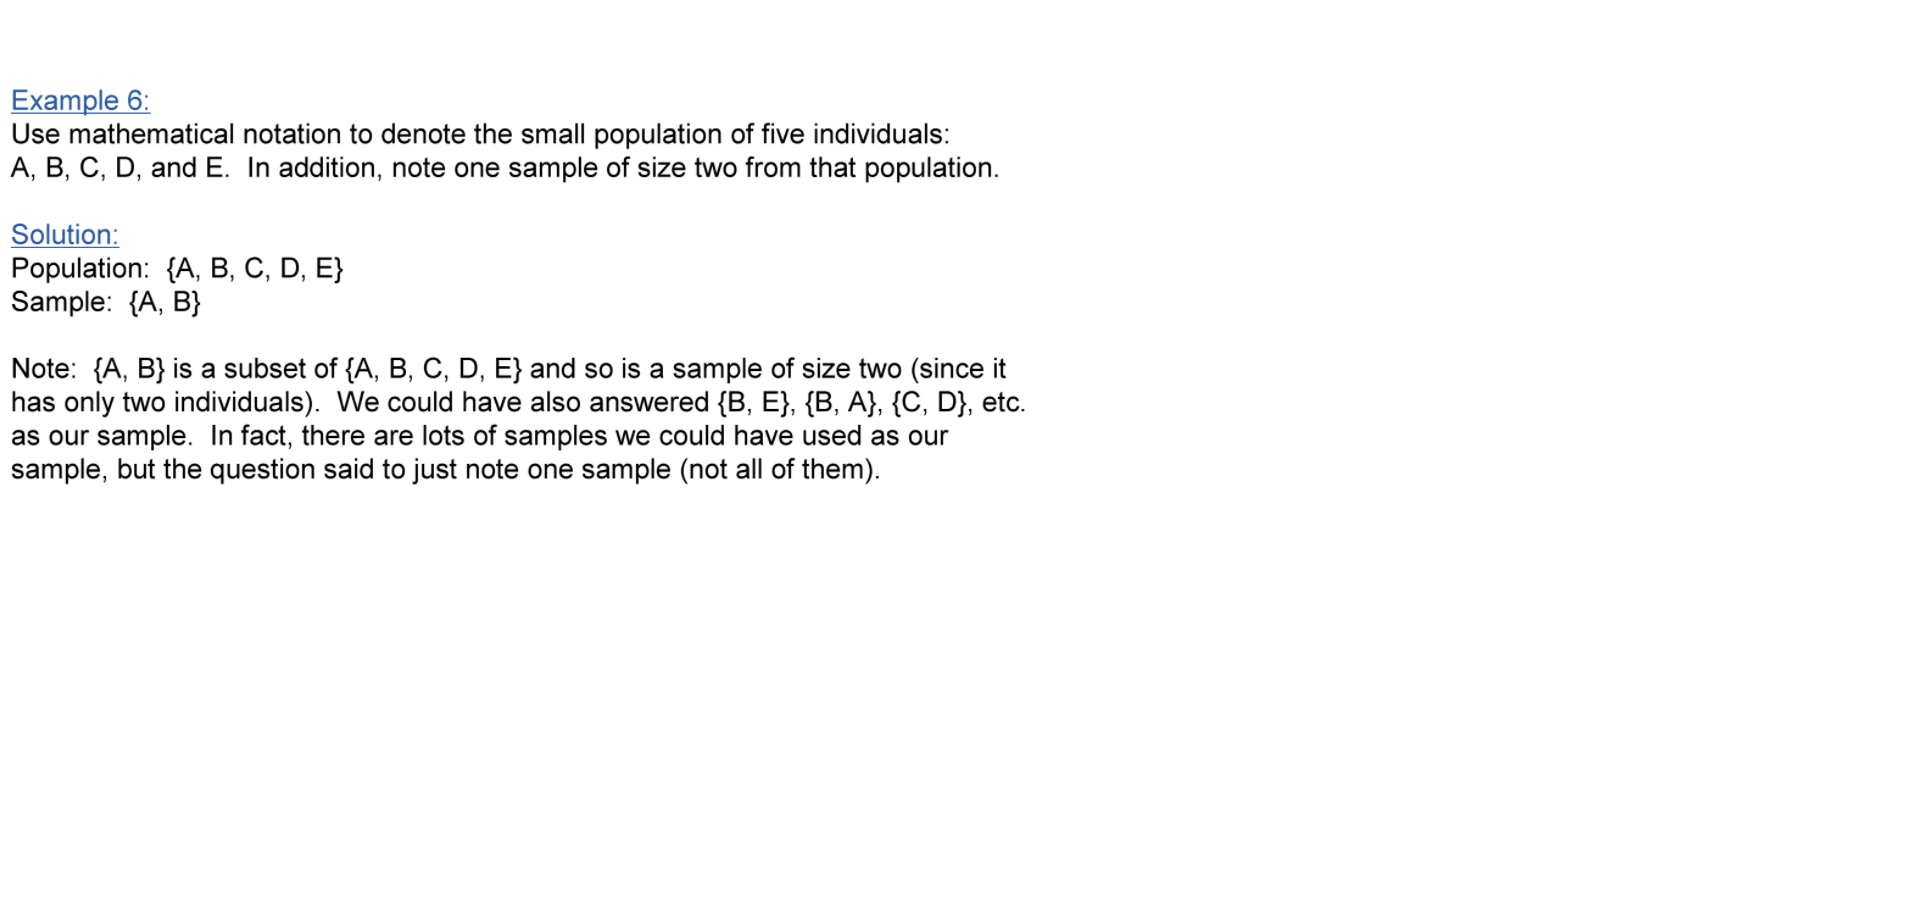 Example 6:
Use mathematical notation to denote the small population of five individuals:
A, B, C, D, and E.  In addition, note one sample of size two from that population.
Solution:
Population:  {A, B, C, D, E}
Sample:  {A, B}
Note:  {A, B} is a subset of {A, B, C, D, E} and so is a sample of size two (since it
has only two individuals).  We could have also answered {B, E}, {B, A}, {C, D}, etc.
as our sample.  In fact, there are lots of samples we could have used as our
sample, but the question said to just note one sample (not all of them).